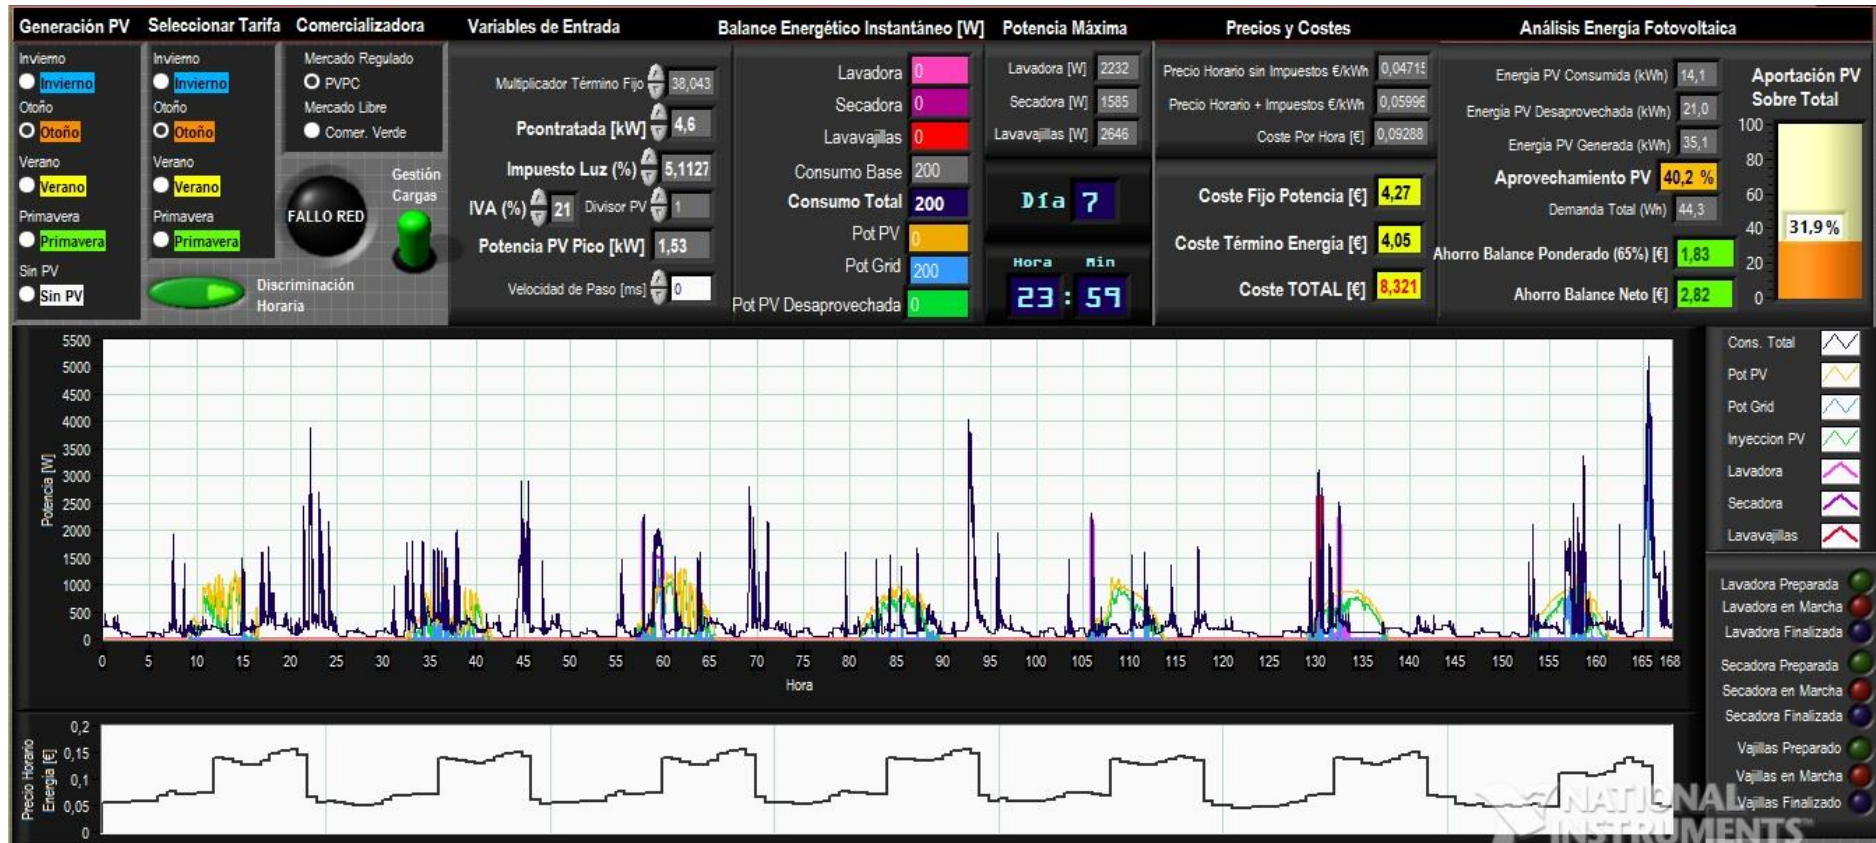 Generación PV
Seleccionar Tarifa
Comercializadora
Variables de Entrada
Balance Energético Instantáneo [W]
Potencia Máxima
Precios y Costes
Análisis Energía Fotovoltaica
Invierno
Invierno
Otoño
Otoño
Verano
Verano
Primavera
Primavera
Sin PV
Sin PV
Invierno
Invierno
Otoño
Otoño
Verano
Verano
Primavera
Primavera
Discriminación
Horaria
Mercado Regulado
PVPC
Mercado Libre
Comer. Verde
FALLO RED
Gestión
Cargas
Multiplicador Término Fijo 38,043
Pcontratada [kW] 4,6
Impuesto Luz (%) 5,1127
IVA (%) 21 Divisor PV 1
Potencia PV Pico [kW] 1,53
Velocidad de Paso [ms] 0
Lavadora 0
Secadora 0
Lavavajillas 0
Consumo Base 200
Consumo Total 200
Pot PV 0
Pot Grid 200
Pot PV Desaprovechada 0
Lavadora [W] 2232
Secadora [W] 1585
Lavavavajillas [W] 2646
Día 7
Hora Min
23 : 59
Precio Horario sin Impuestos €/kWh 0,0471
Precio Horario + Impuestos €/kWh 0,0599
Coste Por Hora [€] 0,09288
Coste Fijo Potencia [€] 4,27
Coste Término Energía [€] 4,05
Coste TOTAL [€] 8,321
Energia PV Consumida (kWh) 14,1
Energia PV Desaprovechada (kWh) 21,0
Energia PV Generada (kWh) 35,1
Aprovechamiento PV 40,2 %
Demanda Total (Wh) 44,3
Ahorro Balance Ponderado (65%) [€] 1,83
Ahorro Balance Neto [€] 2,82
Aportación PV
Sobre Total
100
80
60
40
20
0
31,9 %
Potencia [W]
5500
5000
4500
4000
3500
3000
2500
2000
1500
1000
500
0
0 5 10 15 20 25 30 35 40 45 50 55 60 65 70 75 80 85 90 95 100 105 110 115 120 125 130 135 140 145 150 155 160 165 168
Hora
Cons. Total
Pot PV
Pot Grid
Inyeccion PV
Lavadora
Secadora
Lavavajillas
Lavadora Preparada
Lavadora en Marcha
Lavadora Finalizada
Secadora Preparada
Secadora en Marcha
Secadora Finalizada
Vajillas Preparado
Vajillas en Marcha
Vajillas Finalizado
Precio Horario
Energia [€]
0,2
0,15
0,1
0,05
0
NATIONAL
INSTRUMENTS™